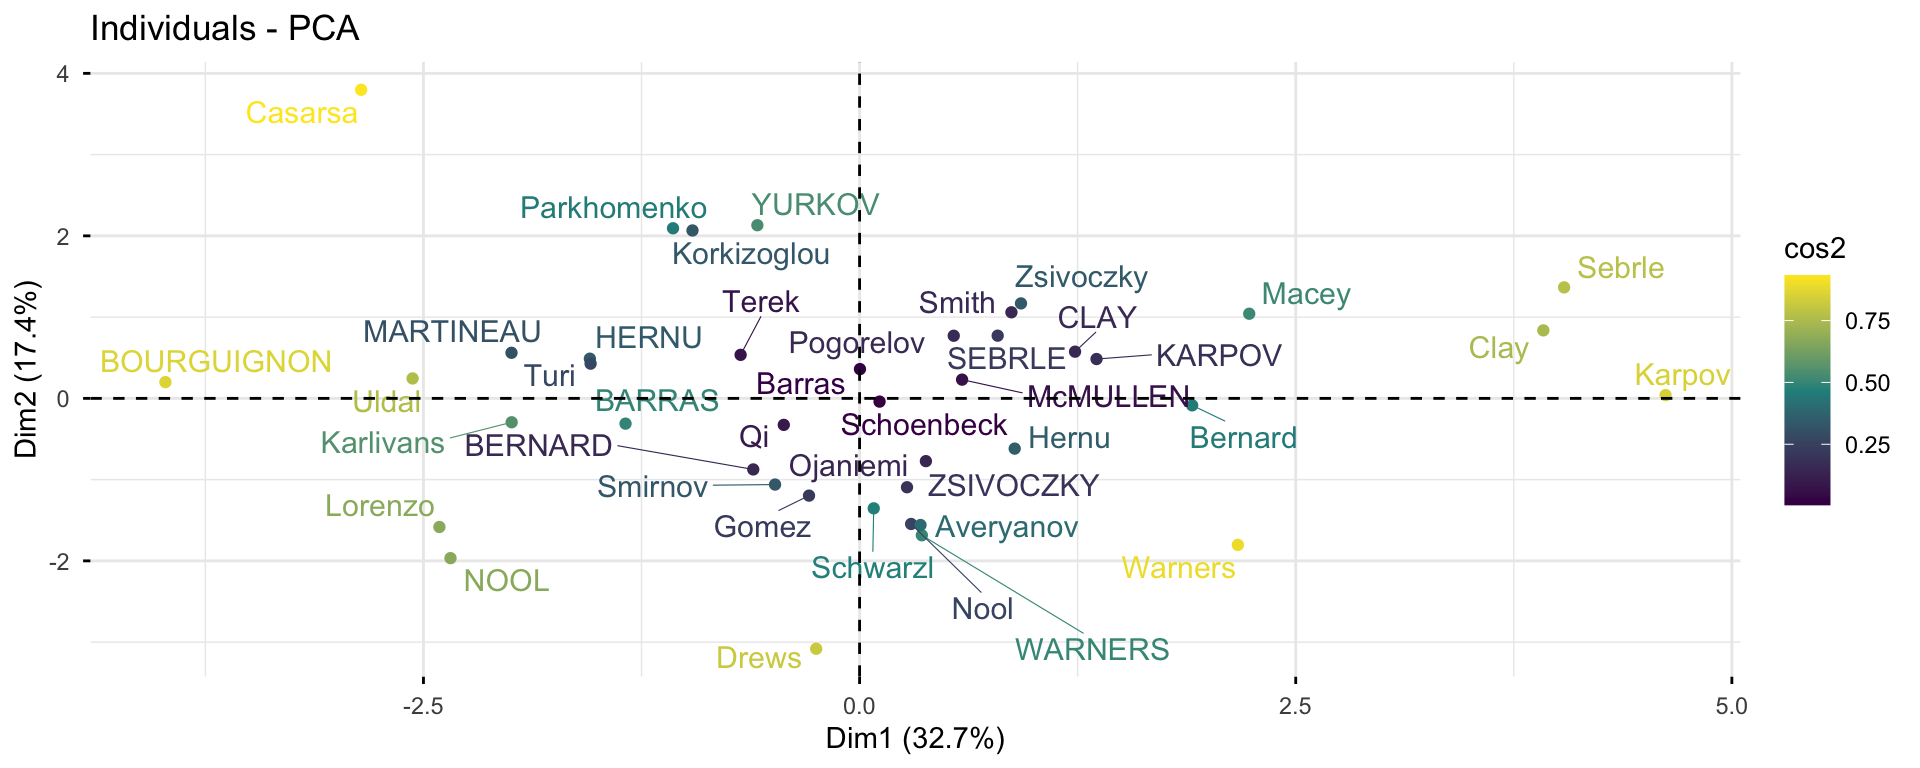 Individuals - PCA
4
Casarsa
YURKOV
Parkhomenko
2
Korkizoglou
cos2
Sebrle
Zsivoczky
Macey
Terek
Smith
CLAY
0.75
MARTINEAU
HERNU
Pogorelov
Clay
BOURGUIGNON
SEBRLE
KARPOV
Turi
Karpov
Barras
0.50
0
Uldal
BARRAS
McMULLEN
Schoenbeck
Qi
Hernu
Bernard
Karlivans
BERNARD
0.25
Ojaniemi
Smirnov
ZSIVOCZKY
Lorenzo
Gomez
Averyanov
-2
Schwarzl
Warners
NOOL
Nool
WARNERS
Drews
-2.5
0.0
2.5
5.0
Dim1 (32.7%)
Dim2 (17.4%)